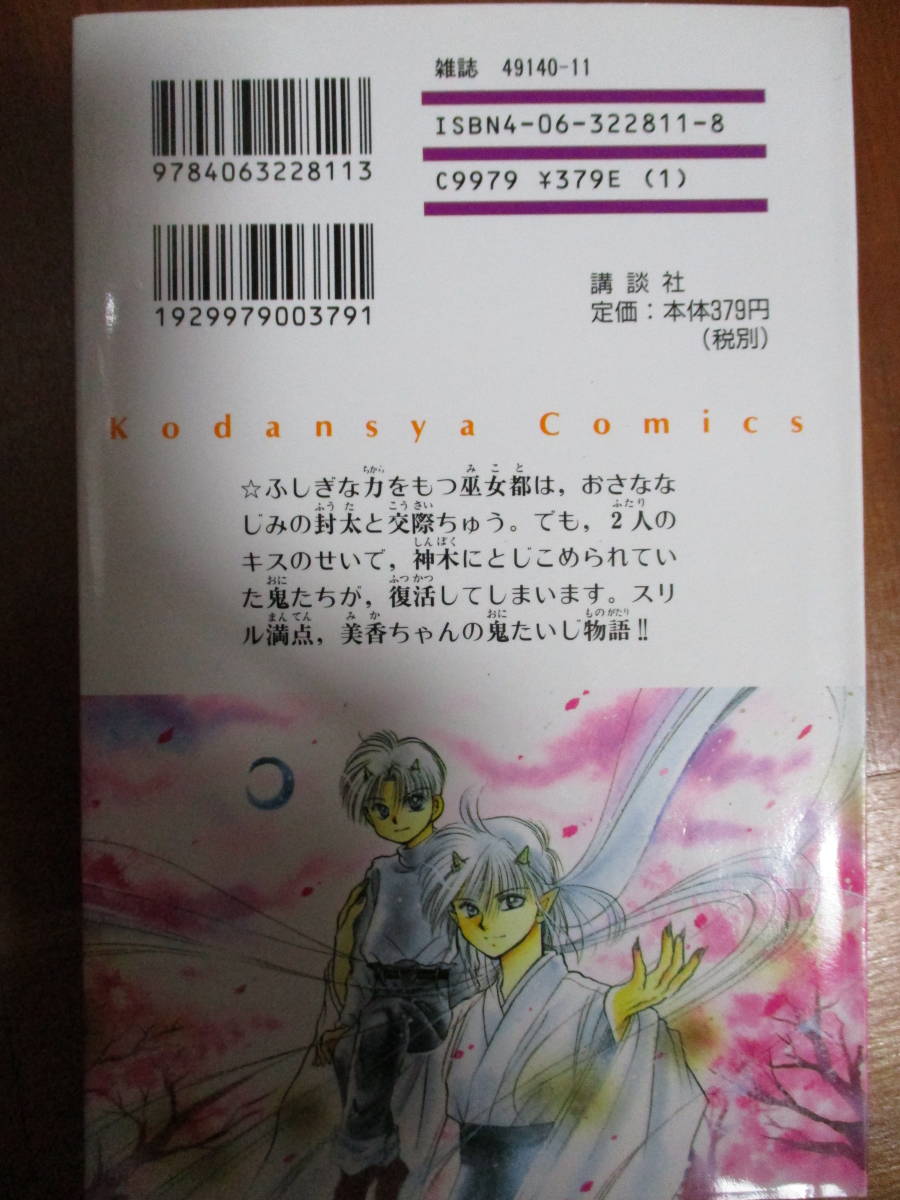 雑誌 49140-11
ISBN4-06-322811-8
C9979 ¥379E (1)
9784063228113
1929979003791
講談社
定価：本体379円
（税別）
Kodansya Comics
☆ふしぎな力をもつ巫女都は，おさなな
じみの封太と交際ちゅう。でも，2人の
キスのせいで，神木にとじこめられてい
た鬼たちが，復活してしまいます。スリ
ル満点，美香ちゃんの鬼たいじ物語!!